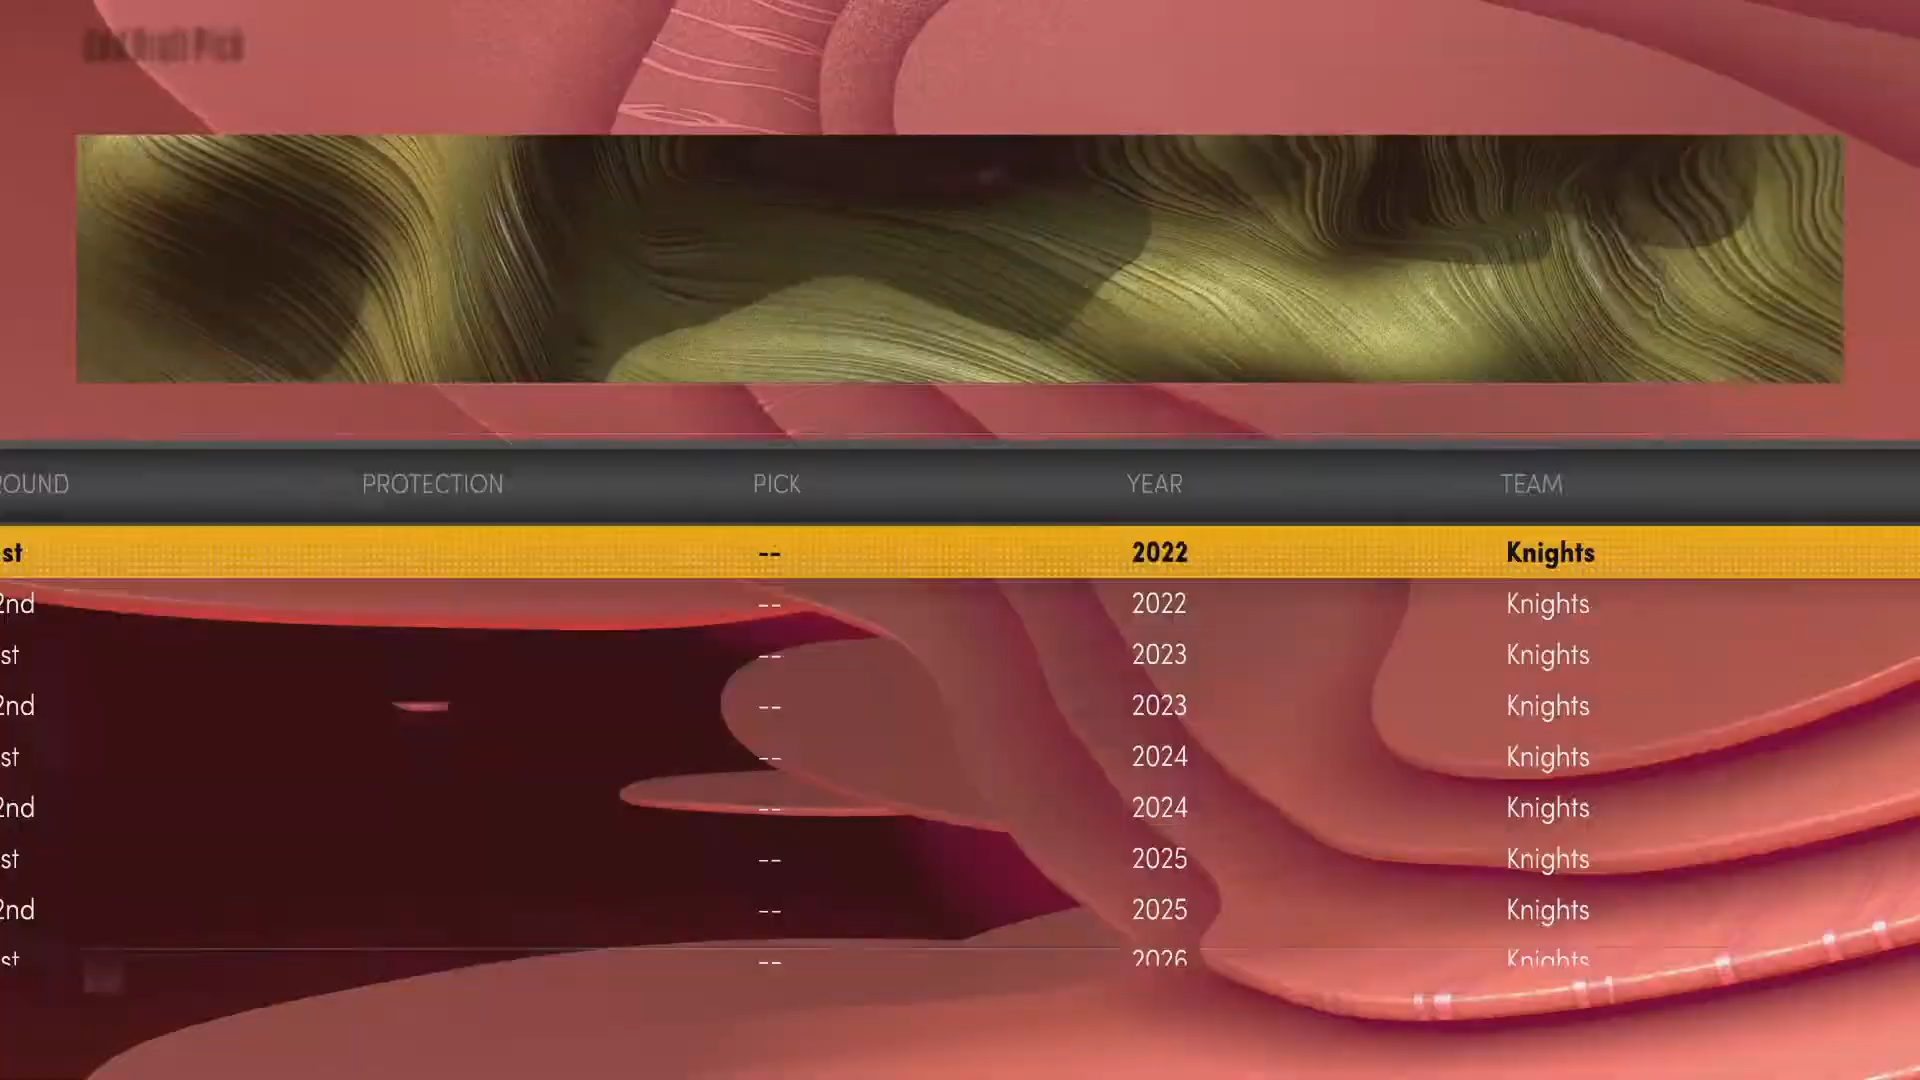 ROUND PROTECTION PICK YEAR TEAM
st -- 2022 Knights
2nd -- 2022 Knights
st -- 2023 Knights
2nd -- 2023 Knights
st -- 2024 Knights
2nd -- 2024 Knights
st -- 2025 Knights
2nd -- 2025 Knights
st -- 2026 Knights